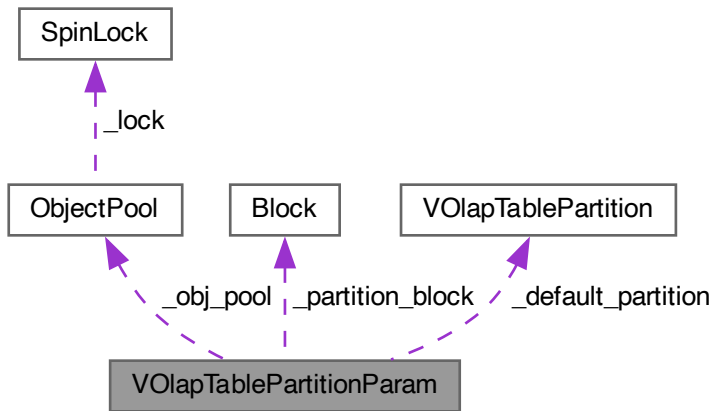 SpinLock
_lock
ObjectPool
Block
VOlapTablePartition
_obj_pool
_partition_block
_default_partition
VOlapTablePartitionParam